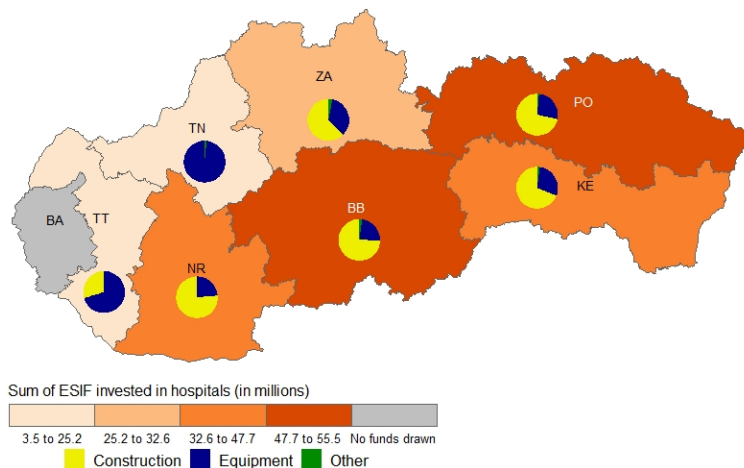 ZA
PO
TN
KE
BB
BA
TT
NR
Sum of ESIF invested in hospitals (in millions)
3.5 to 25.2 25.2 to 32.6 32.6 to 47.7 47.7 to 55.5 No funds drawn
Construction Equipment Other